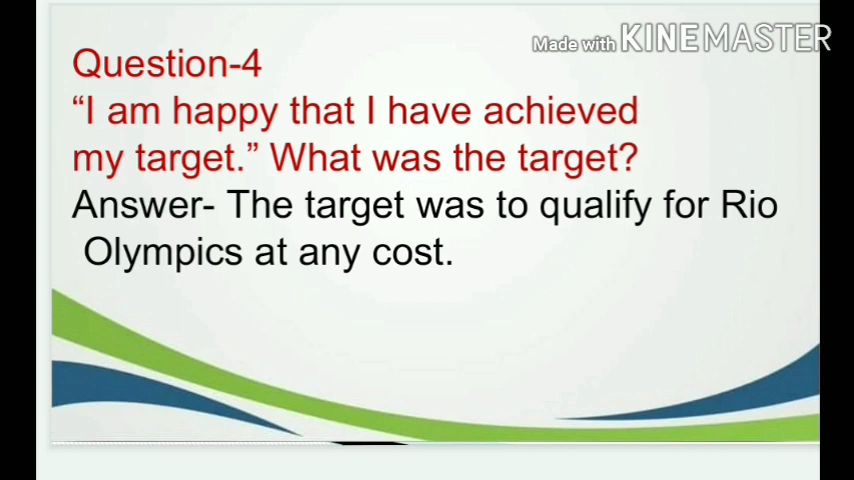 Made with KINEMASTER
Question-4
“I am happy that I have achieved
my target.” What was the target?
Answer- The target was to qualify for Rio
Olympics at any cost.